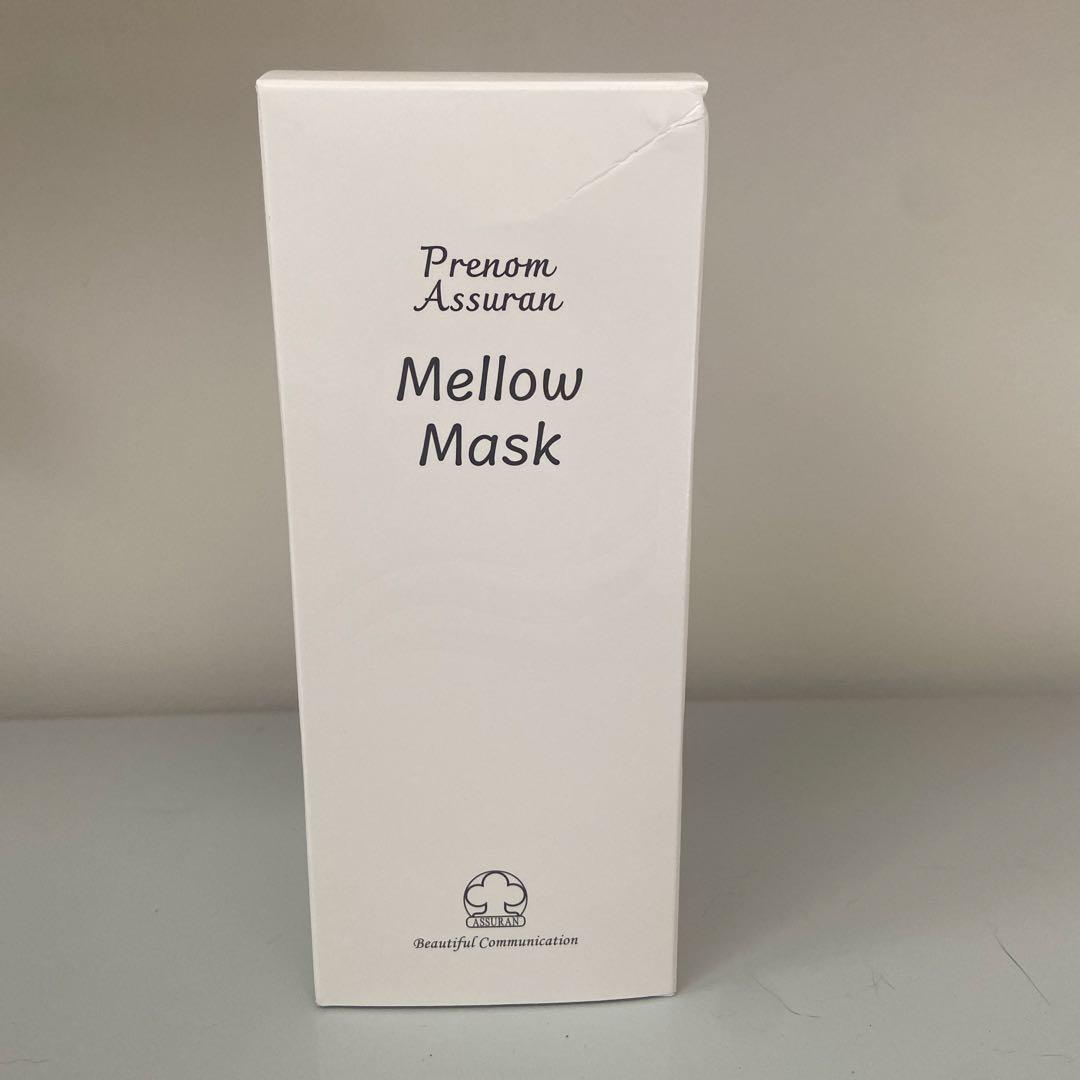 Prenom
Assuran
Mellow
Mask
ASSURAN
Beautiful Communication